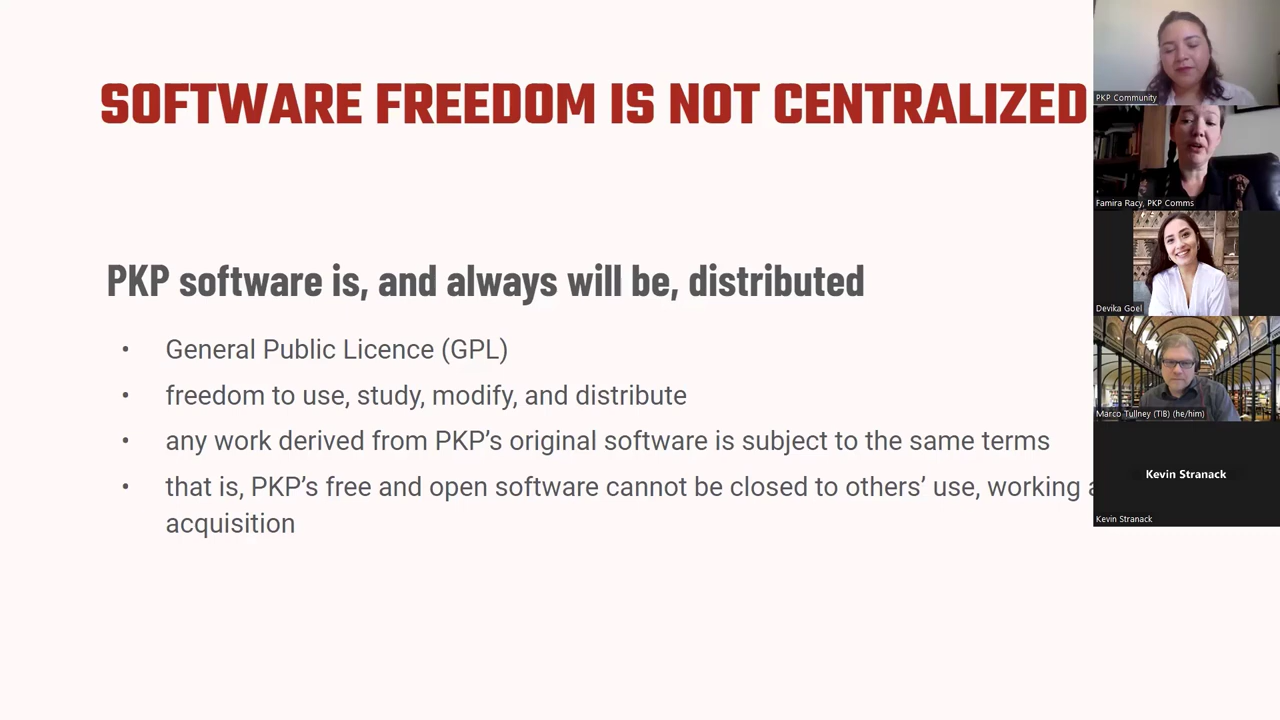 SOFTWARE FREEDOM IS NOT CENTRALIZED
PKP software is, and always will be, distributed
• General Public Licence (GPL)
• freedom to use, study, modify, and distribute
• any work derived from PKP’s original software is subject to the same terms
• that is, PKP’s free and open software cannot be closed to others’ use, working
acquisition
PKP Community
Famira Racy, PKP Comms
Devika Goel
Marco Tullney (TIB) (he/him)
Kevin Stranack
Kevin Stranack